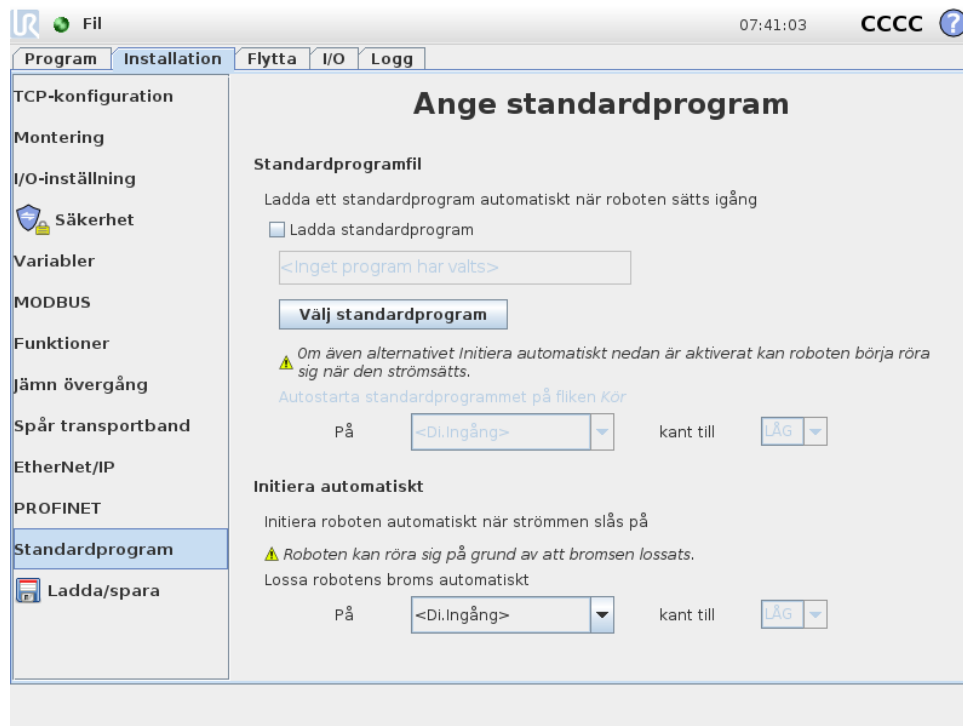 UR Fil 07:41:03 CCCC ?
Program Installation Flytta I/O Logg
TCP-konfiguration
Montering
I/O-inställning
Säkerhet
Variabler
MODBUS
Funktioner
Jämn övergång
Spår transportband
EtherNet/IP
PROFINET
Standardprogram
Ladda/spara
Ange standardprogram
Standardprogramfil
Ladda ett standardprogram automatiskt när roboten sätts igång
Ladda standardprogram
<Inget program har valts>
Välj standardprogram
Om även alternativet Initiera automatiskt nedan är aktiverat kan roboten börja röra
sig när den strömsätts.
Autostarta standardprogrammet på fliken Kör
På <Di.Ingång> kant till LÅG
Initiera automatiskt
Initiera roboten automatiskt när strömmen slås på
Roboten kan röra sig på grund av att bromsen lossats.
Lossa robotens broms automatiskt
På <Di.Ingång> kant till LÅG